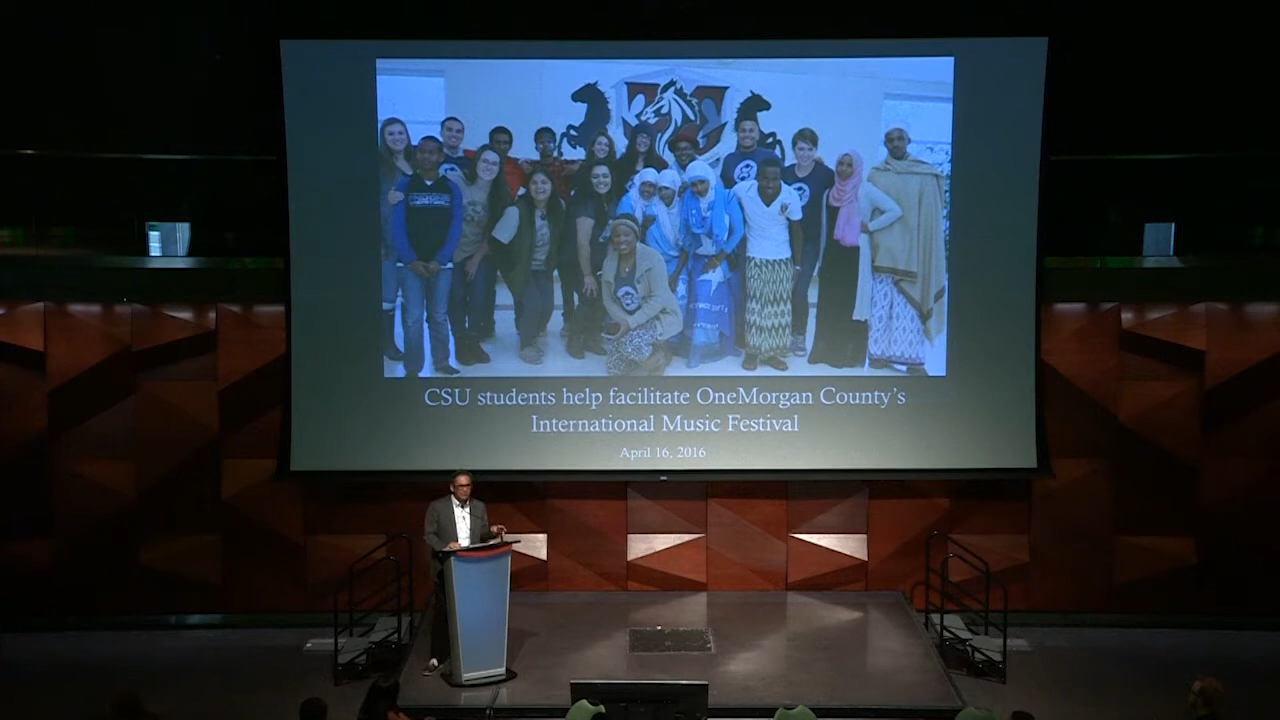 CSU students help facilitate OneMorgan County's
International Music Festival
April 16, 2016